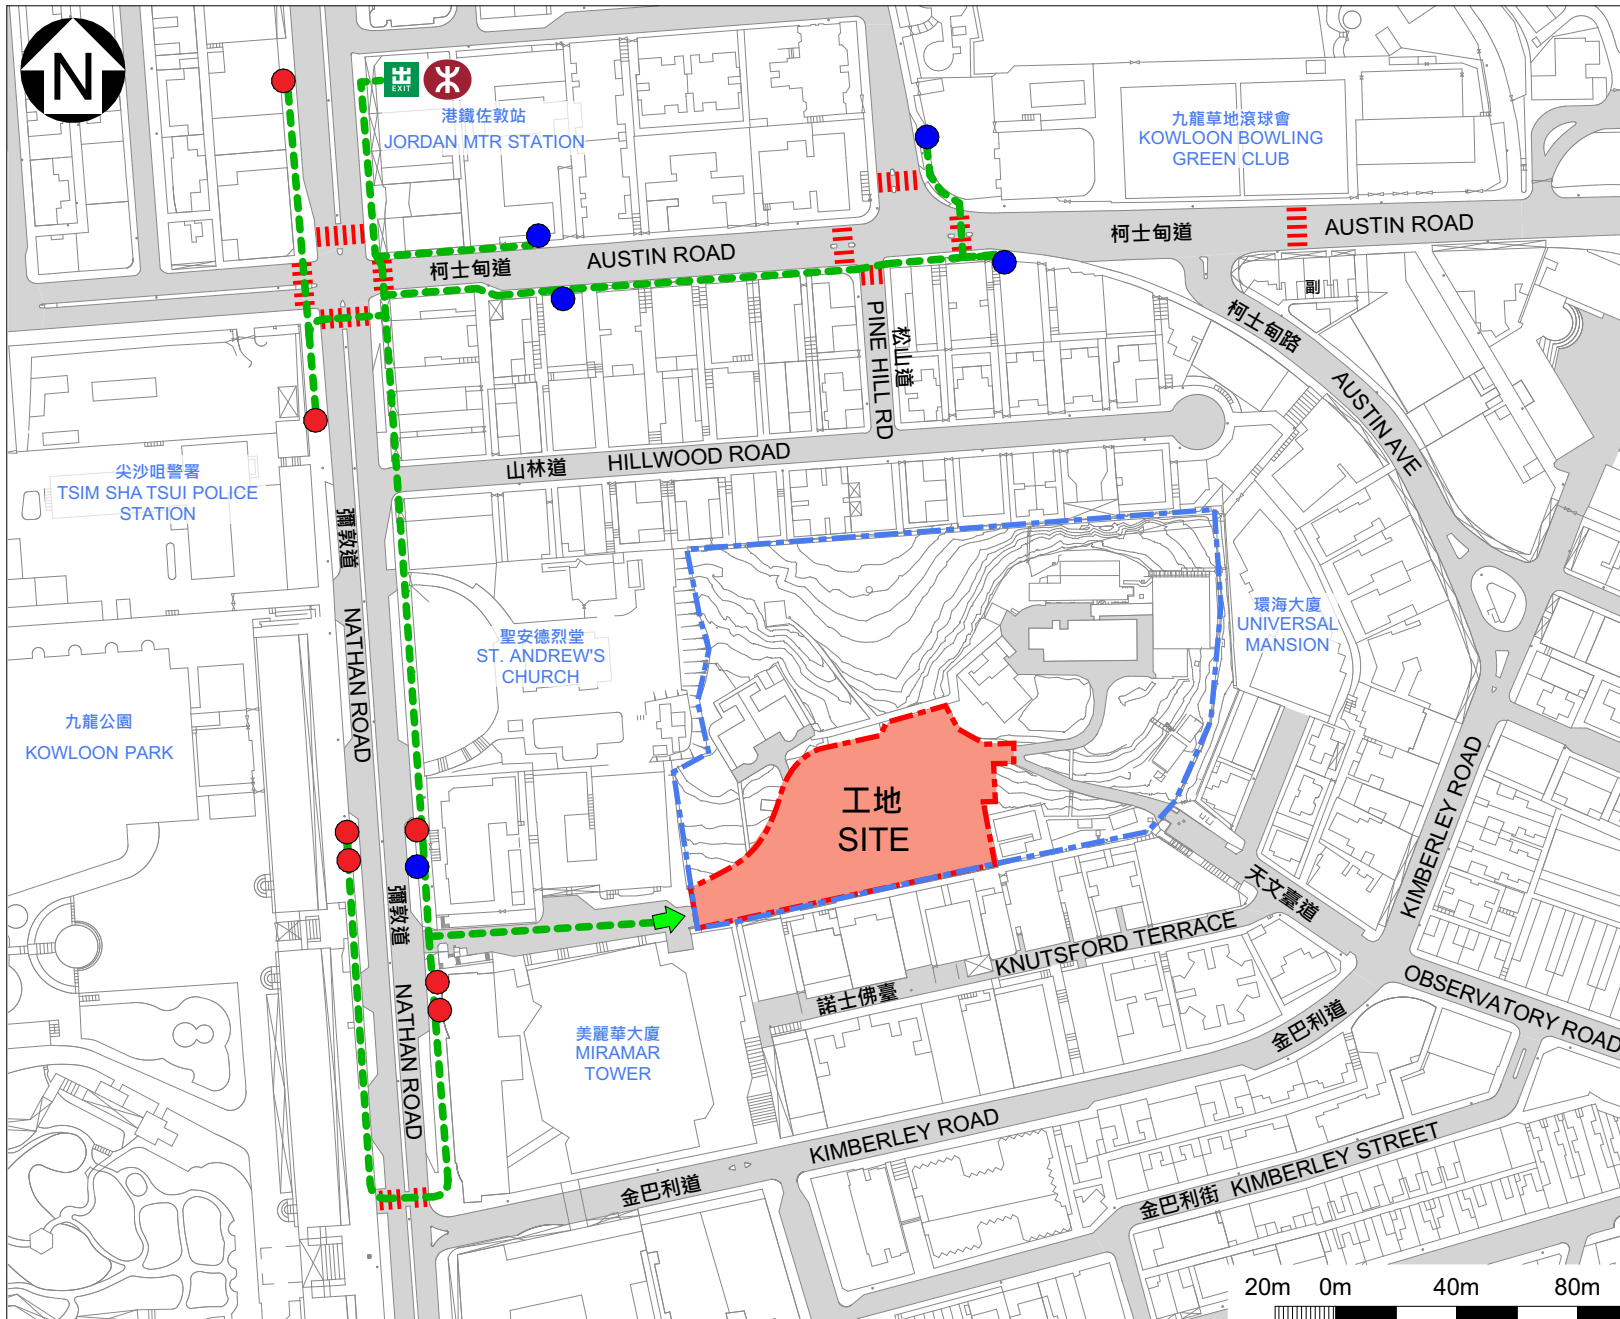 N
出
EXIT
港鐵佐敦站
JORDAN MTR STATION
九龍草地滾球會
KOWLOON BOWLING
GREEN CLUB
柯士甸道
AUSTIN ROAD
柯士甸道
AUSTIN ROAD
副
柯士甸路
AUSTIN AVE
松山道
PINE HILL RD
山林道
HILLWOOD ROAD
尖沙咀警署
TSIM SHA TSUI POLICE
STATION
彌敦道
NATHAN ROAD
聖安德烈堂
ST. ANDREW'S
CHURCH
環海大廈
UNIVERSAL
MANSION
九龍公園
KOWLOON PARK
工地
SITE
KIMBERLEY ROAD
天文臺道
彌敦道
NATHAN ROAD
KNUTSFORD TERRACE
諾士佛臺
OBSERVATORY ROAD
美麗華大廈
MIRAMAR
TOWER
金巴利道
KIMBERLEY ROAD
金巴利道
金巴利街 KIMBERLEY STREET
20m 0m 40m 80m